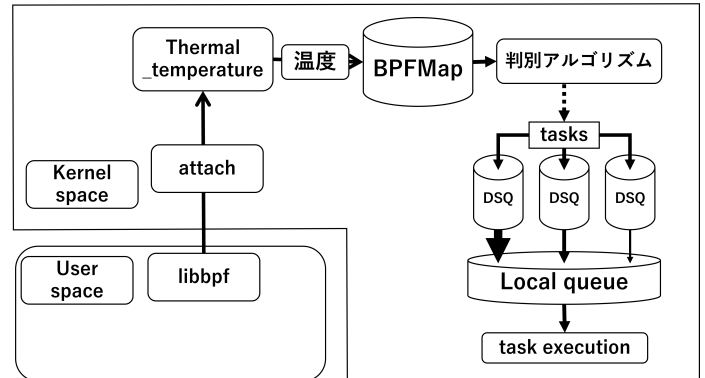 Thermal
_temperature
温度
BPFMap
判別アルゴリズム
tasks
attach
Kernel
space
DSQ
DSQ
DSQ
User
space
libbpf
Local queue
task execution